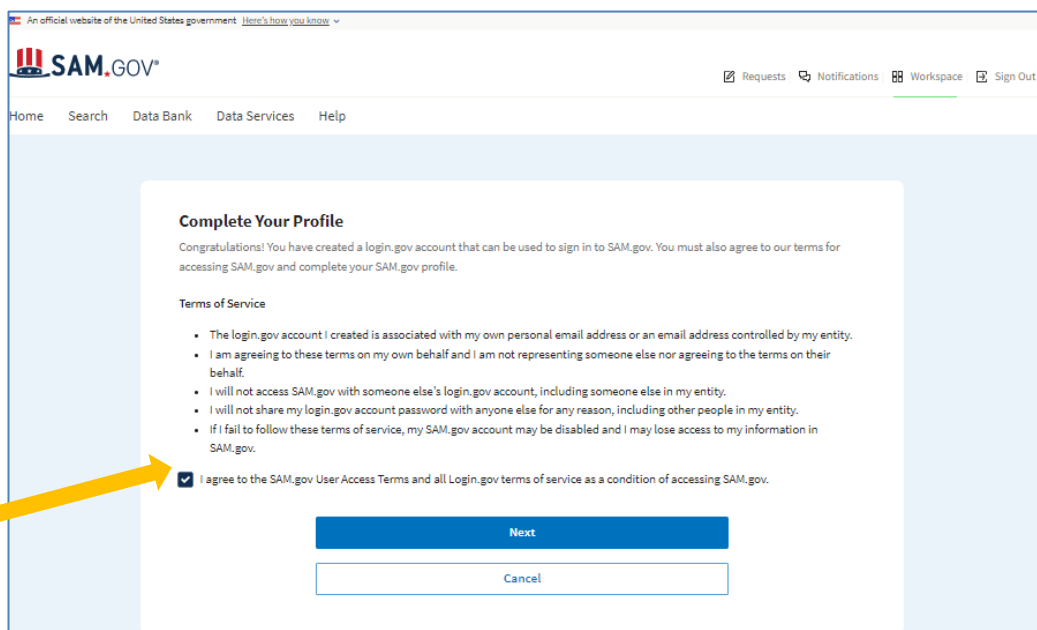 An official website of the United States government Here's how you know
SAM.GOV®
Requests Notifications Workspace Sign Out
Home Search Data Bank Data Services Help
Complete Your Profile
Congratulations! You have created a login.gov account that can be used to sign in to SAM.gov. You must also agree to our terms for
accessing SAM.gov and complete your SAM.gov profile.
Terms of Service
• The login.gov account I created is associated with my own personal email address or an email address controlled by my entity.
• I am agreeing to these terms on my own behalf and I am not representing someone else nor agreeing to the terms on their
behalf.
• I will not access SAM.gov with someone else's login.gov account, including someone else in my entity.
• I will not share my login.gov account password with anyone else for any reason, including other people in my entity.
• If I fail to follow these terms of service, my SAM.gov account may be disabled and I may lose access to my information in
SAM.gov.
I agree to the SAM.gov User Access Terms and all Login.gov terms of service as a condition of accessing SAM.gov.
Next
Cancel